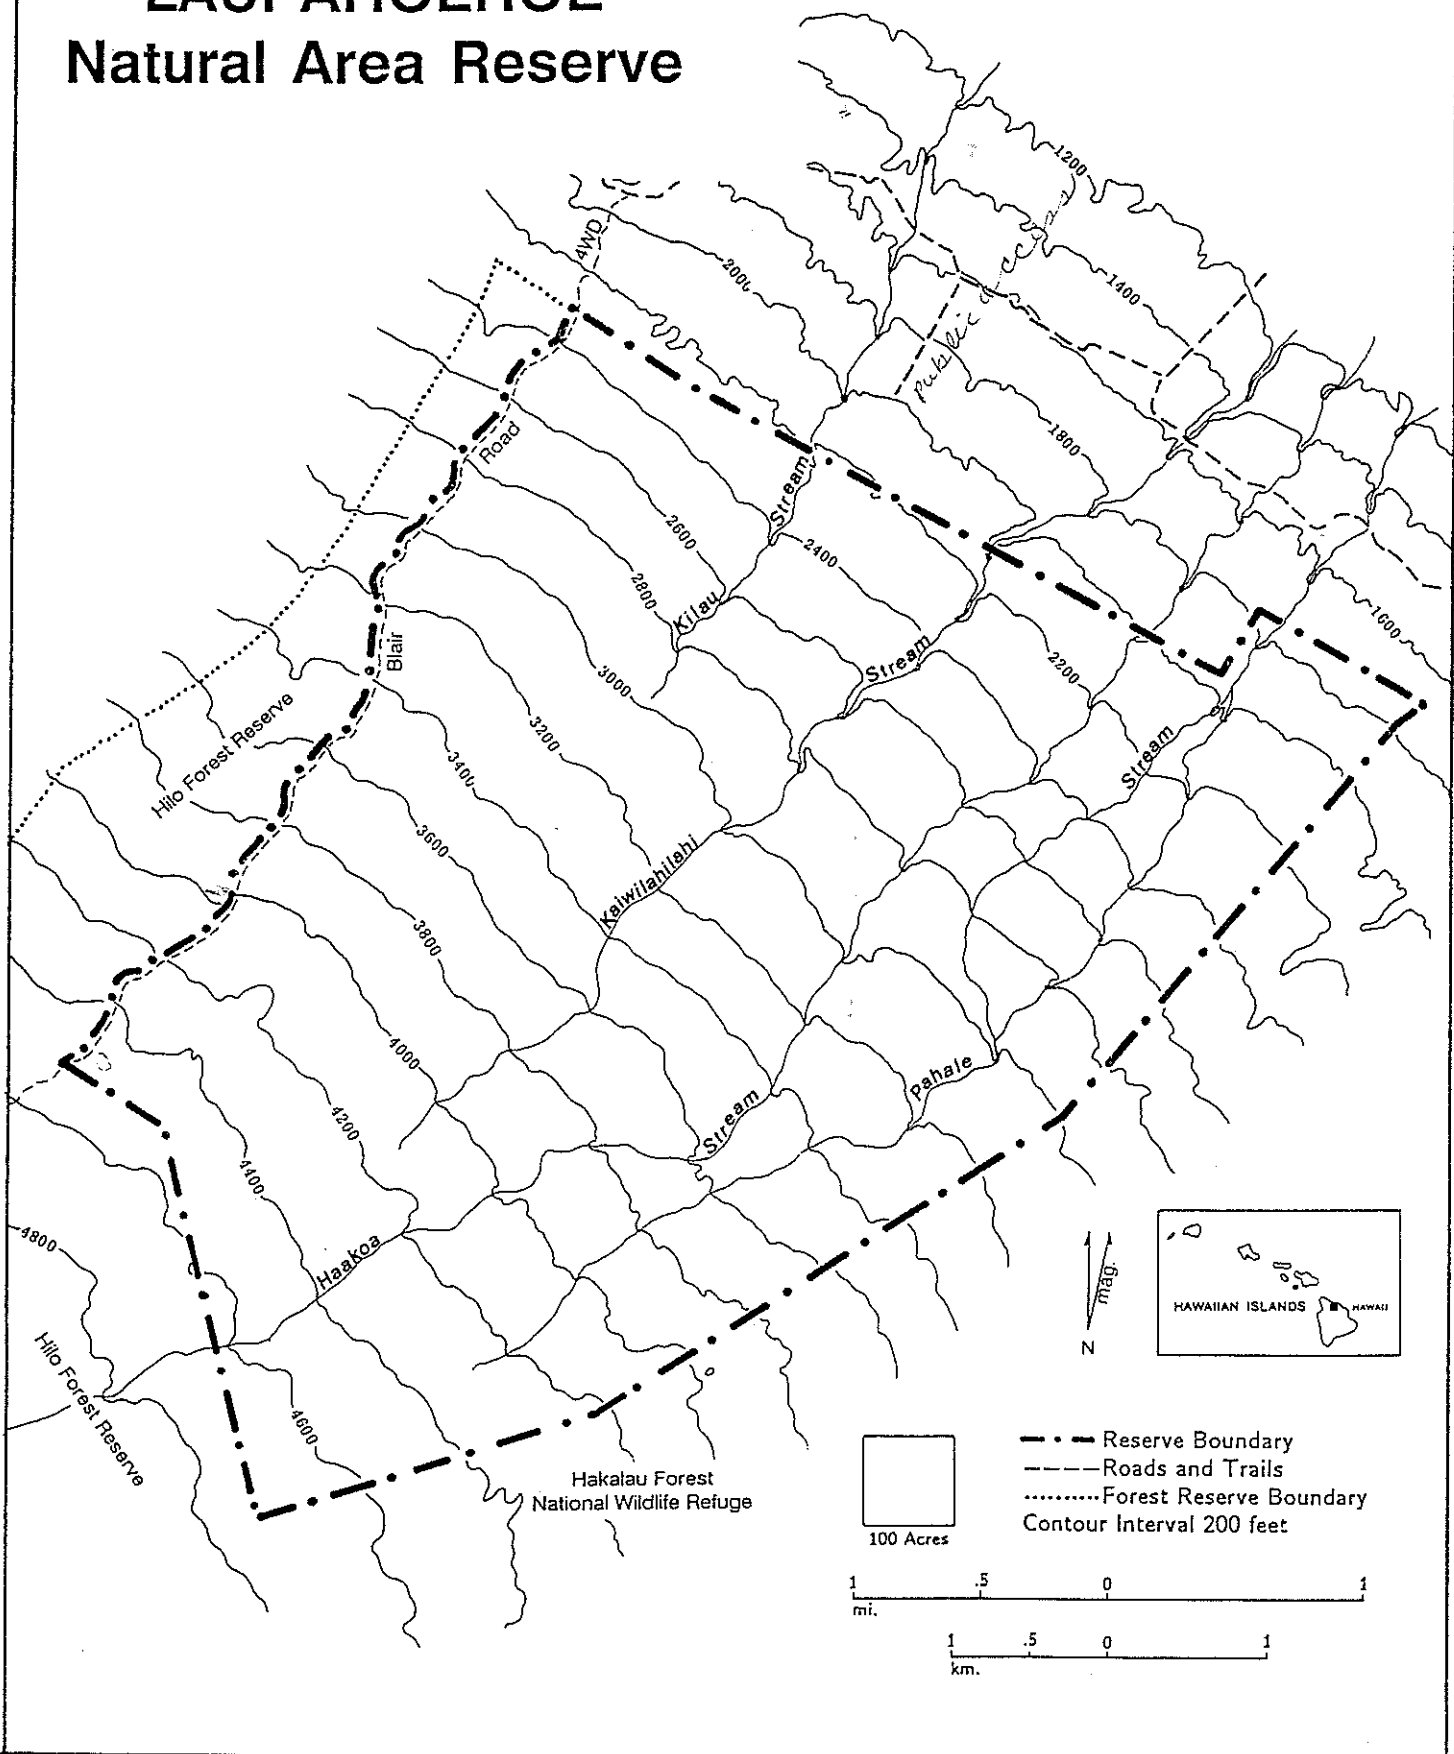 Natural Area Reserve
1200
4WD
2000
1400
Public access
1800
Road
Stream
2600
2400
2800
Kilau
1600
Stream
2200
Blair
3000
Hilo Forest Reserve
3200
3400
Stream
3600
Kaiwilahilahi
3800
4000
Pahale
Stream
4200
4400
4800
Haakoa
mag.
N
HAWAIIAN ISLANDS
HAWAII
Hilo Forest Reserve
4600
Hakalau Forest
National Wildlife Refuge
100 Acres
Reserve Boundary
Roads and Trails
Forest Reserve Boundary
Contour Interval 200 feet
1 .5 0 1
mi.
1 .5 0 1
km.